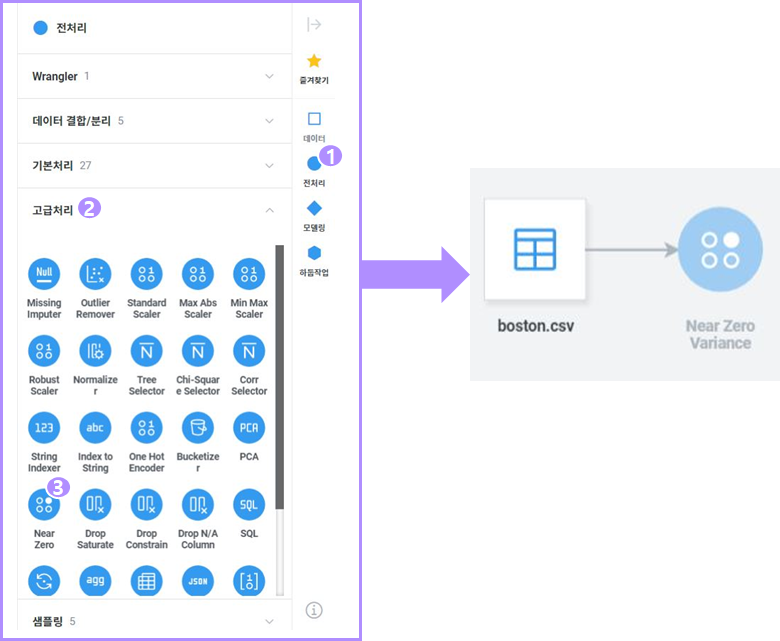 전처리
Wrangler 1
데이터 결합/분리 5
기본처리 27
고급처리 2
Null
Missing
Imputer
Outlier
Remover
Standard
Scaler
Max Abs
Scaler
Min Max
Scaler
Robust
Scaler
Normalize
r
N
Tree
Selector
N
Chi-Squar
e Selector
N
Corr
Selector
123
String
Indexer
abc
Index to
String
One Hot
Encoder
Bucketize
r
PCA
PCA
3
Near
Zero
Drop
Saturate
Drop
Constrain
Drop N/A
Column
SQL
SQL
agg
JSON
샘플링 5
즐겨찾기
데이터
1
전처리
모델링
하둡작업
boston.csv
Near Zero
Variance